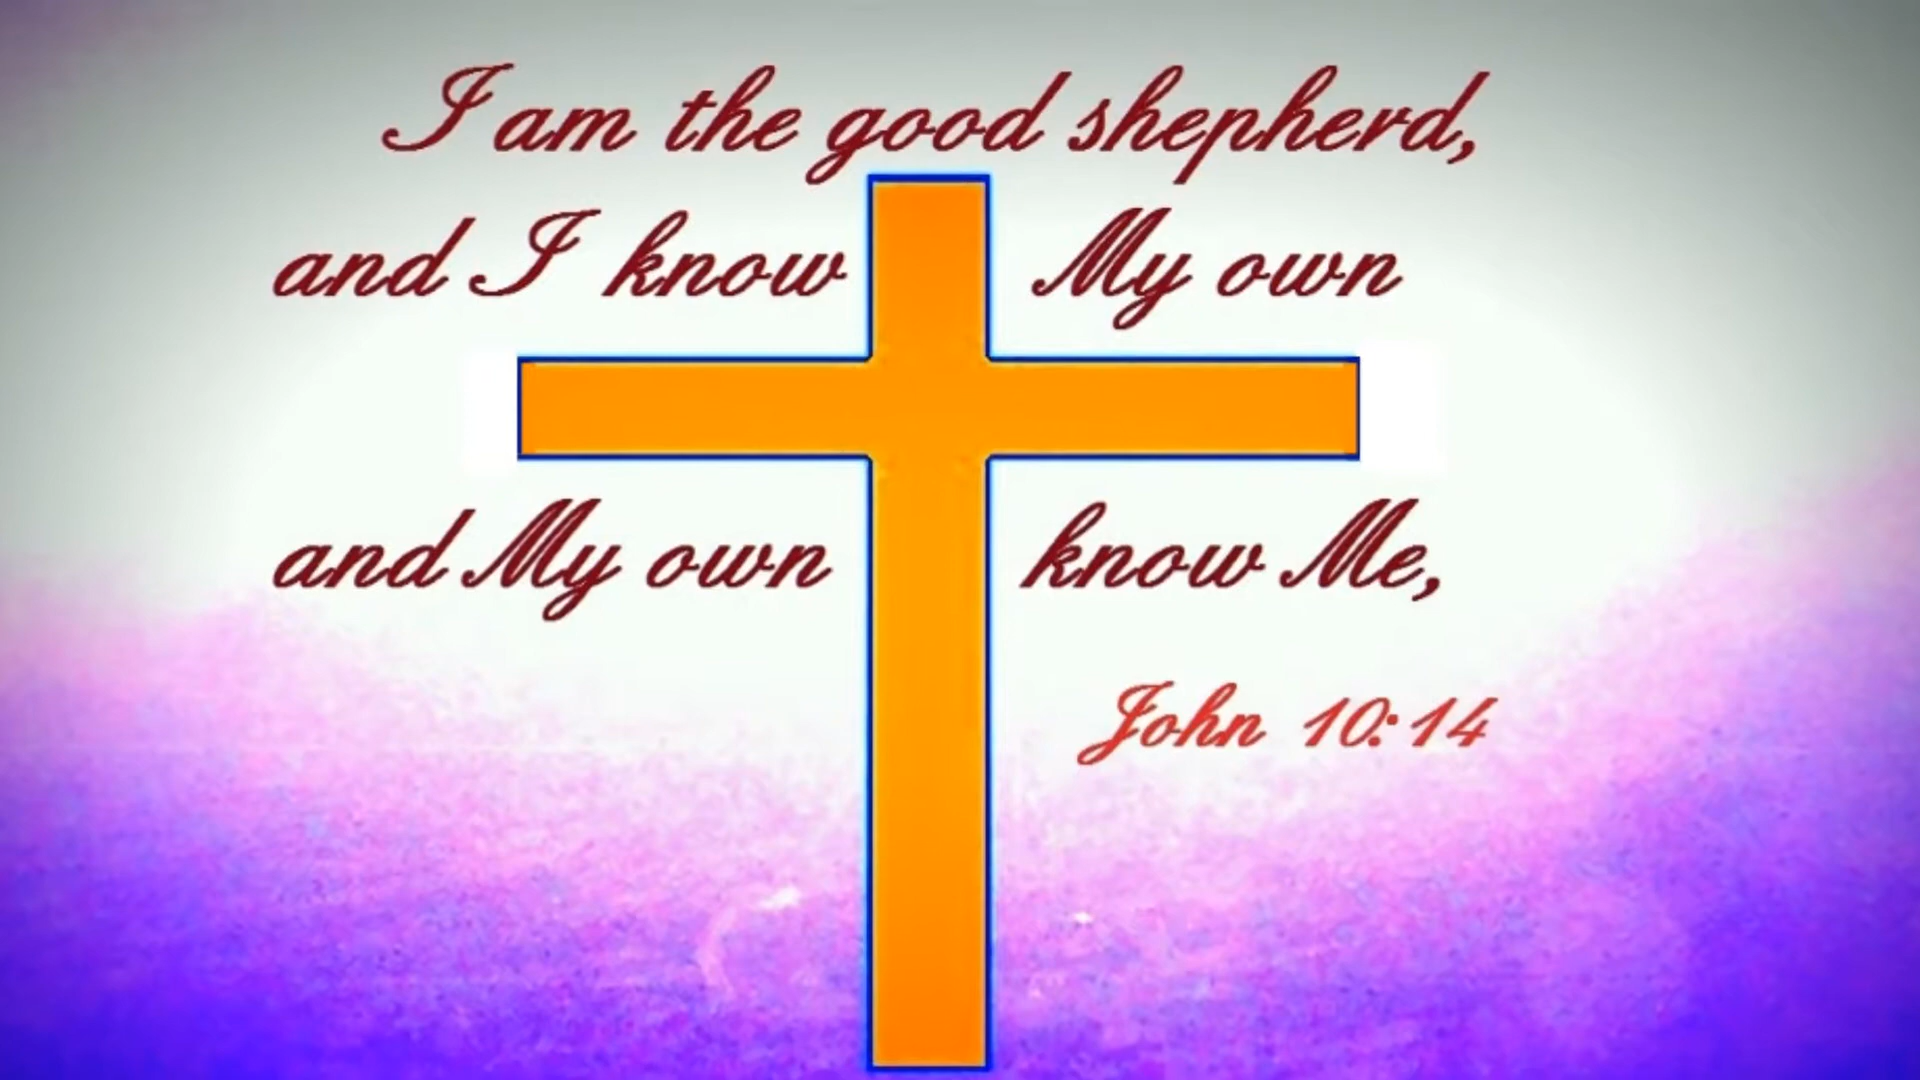 I am the good shepherd,
and I know My own
and My own know Me,
John 10:14